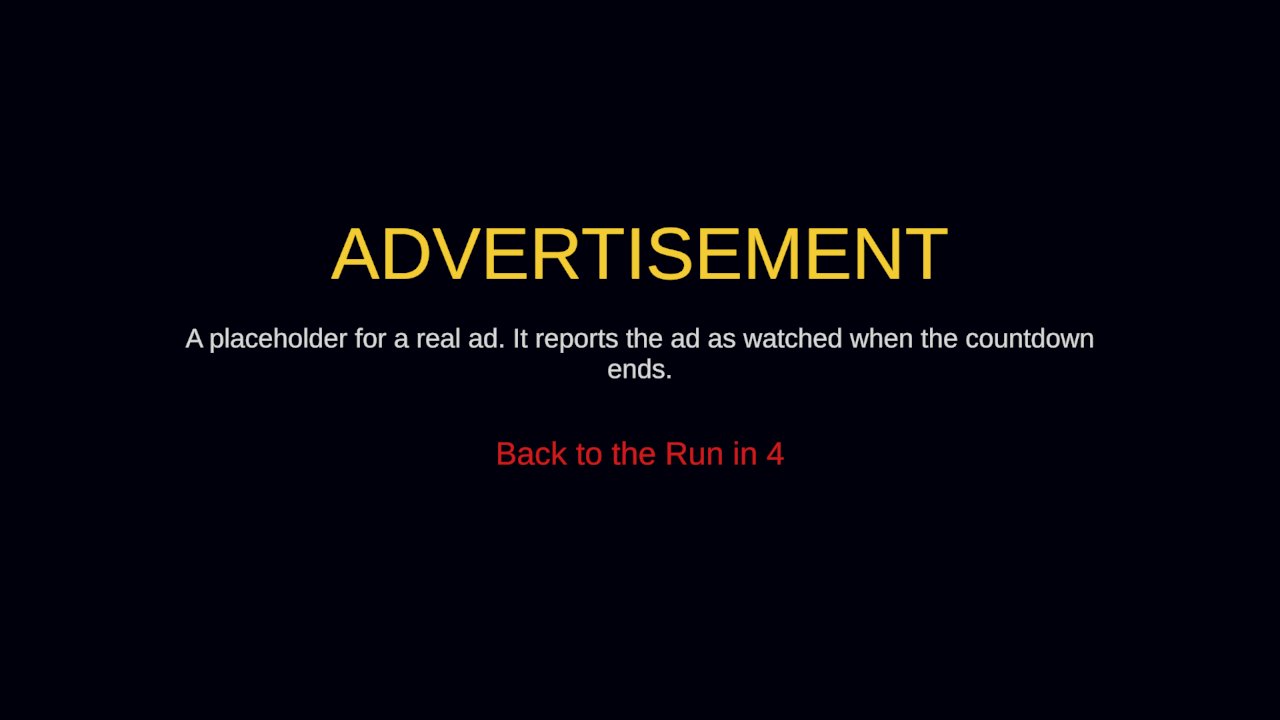 ADVERTISEMENT
A placeholder for a real ad. It reports the ad as watched when the countdown
ends.
Back to the Run in 4